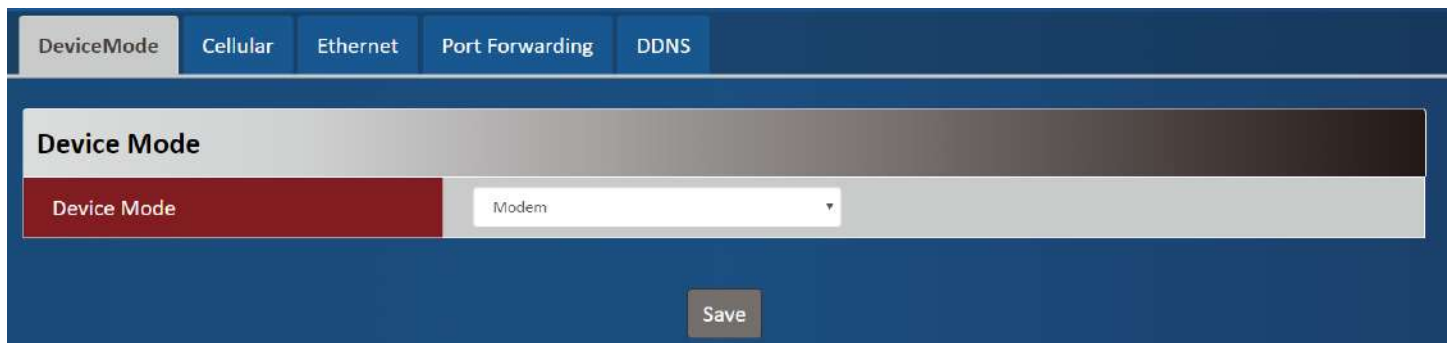 DeviceMode Cellular Ethernet Port Forwarding DDNS
Device Mode
Device Mode Modem
Save